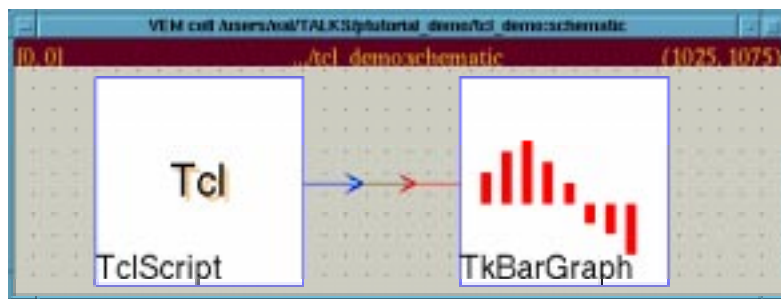 VEM cell /users/eal/TALKS/ptutorial_demo/tcl_demo:schematic
[0, 0] .../tcl_demo:schematic (1025, 1075)
Tcl
TclScript TkBarGraph